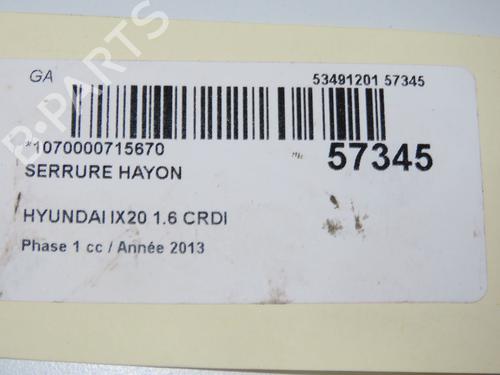 GA
53491201 57345
*1070000715670
57345
SERRURE HAYON
HYUNDAI IX20 1.6 CRDI
Phase 1 cc / Année 2013
B-PARTS